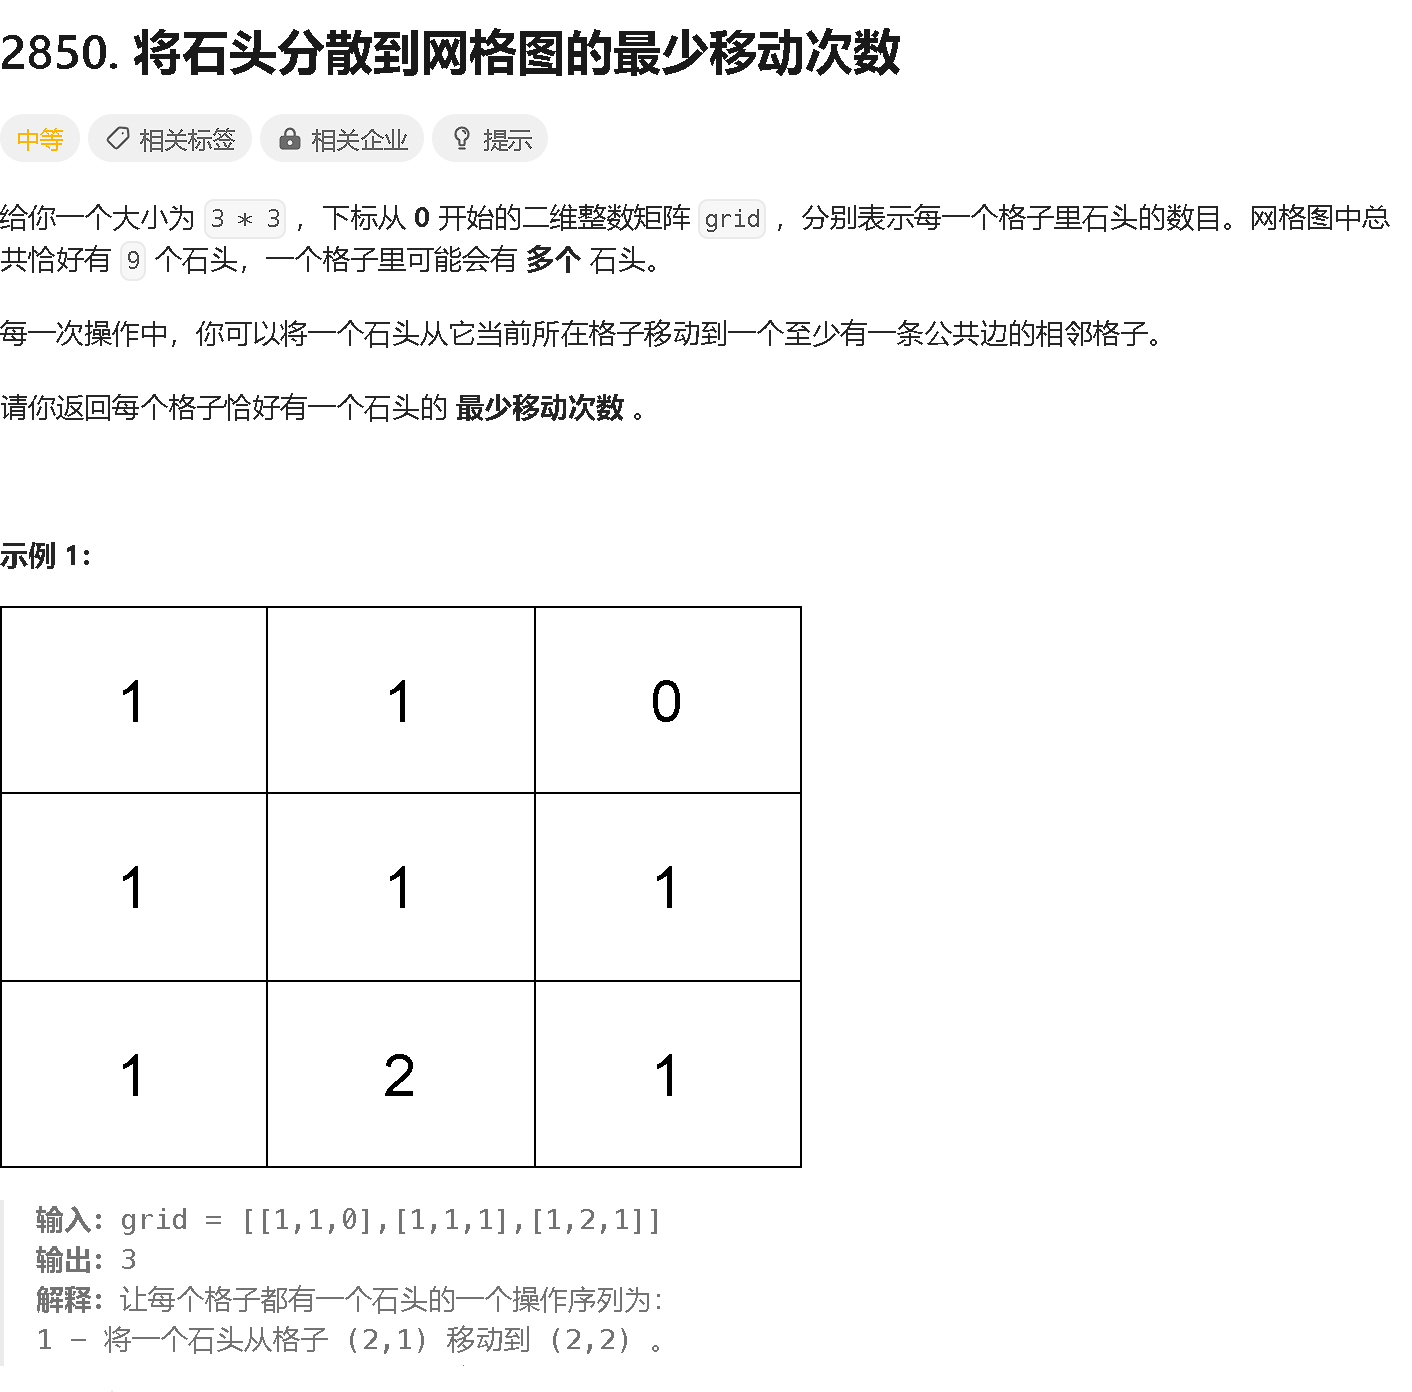 2850. 将石头分散到网格图的最少移动次数
中等 相关标签 相关企业 提示
给你一个大小为 3 * 3 ，下标从 0 开始的二维整数矩阵 grid ，分别表示每一个格子里石头的数目。网格图中总
共恰好有 9 个石头，一个格子里可能会有 多个 石头。
每一次操作中，你可以将一个石头从它当前所在格子移动到一个至少有一条公共边的相邻格子。
请你返回每个格子恰好有一个石头的 最少移动次数 。
示例 1：
1 1 0
1 1 1
1 2 1
输入：grid = [[1,1,0],[1,1,1],[1,2,1]]
输出：3
解释：让每个格子都有一个石头的一个操作序列为：
1 - 将一个石头从格子 (2,1) 移动到 (2,2) 。